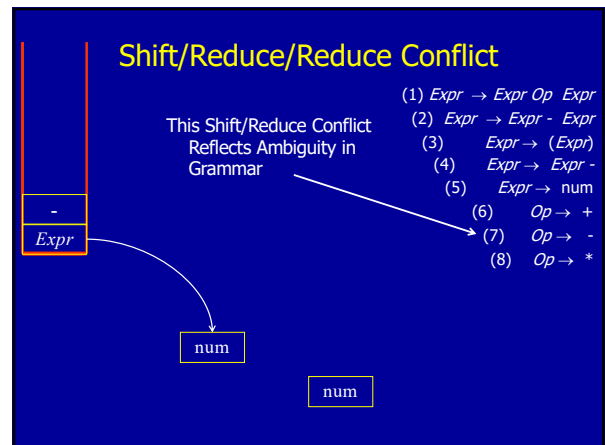 Shift/Reduce/Reduce Conflict
This Shift/Reduce Conflict
Reflects Ambiguity in
Grammar
(1) Expr → Expr Op Expr
(2) Expr → Expr - Expr
(3) Expr → (Expr)
(4) Expr → Expr -
(5) Expr → num
(6) Op → +
(7) Op → -
(8) Op → *
-
Expr
num
num